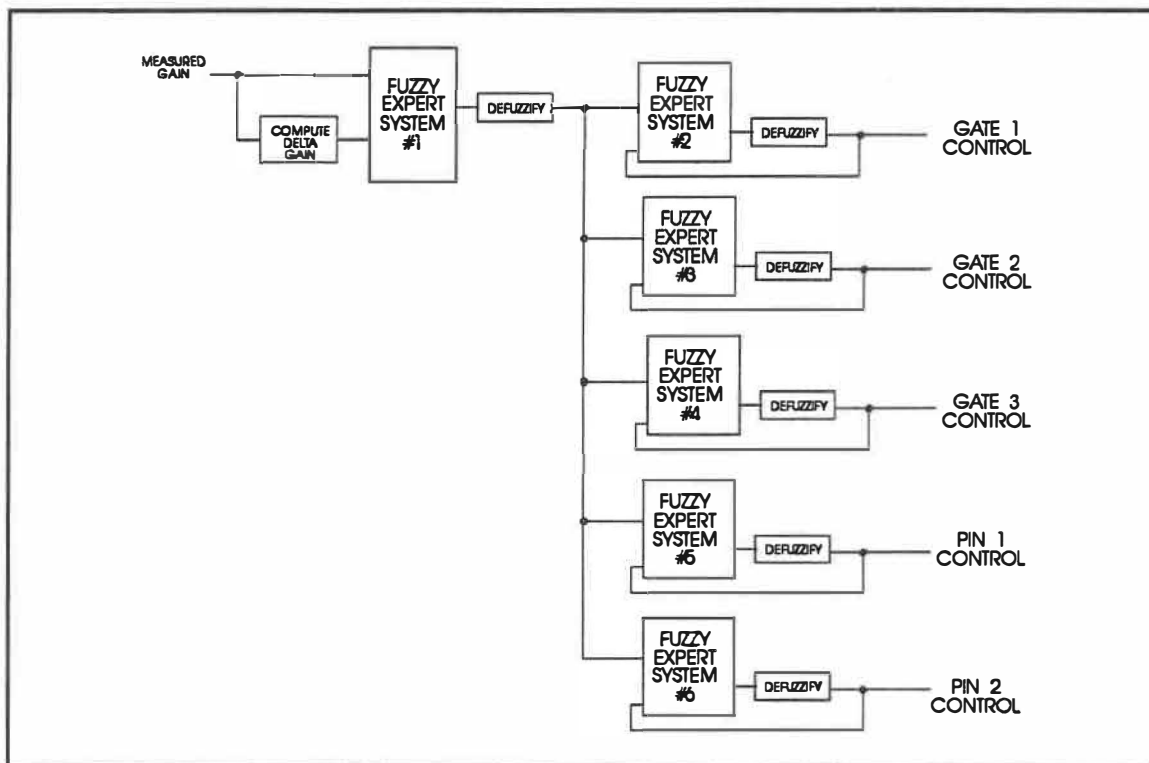 MEASURED
GAIN
COMPUTE
DELTA
GAIN
FUZZY
EXPERT
SYSTEM
#1
DEFUZZIFY
FUZZY
EXPERT
SYSTEM
#2
DEFUZZIFY
GATE 1
CONTROL
FUZZY
EXPERT
SYSTEM
#3
DEFUZZIFY
GATE 2
CONTROL
FUZZY
EXPERT
SYSTEM
#4
DEFUZZIFY
GATE 3
CONTROL
FUZZY
EXPERT
SYSTEM
#5
DEFUZZIFY
PIN 1
CONTROL
FUZZY
EXPERT
SYSTEM
#6
DEFUZZIFY
PIN 2
CONTROL